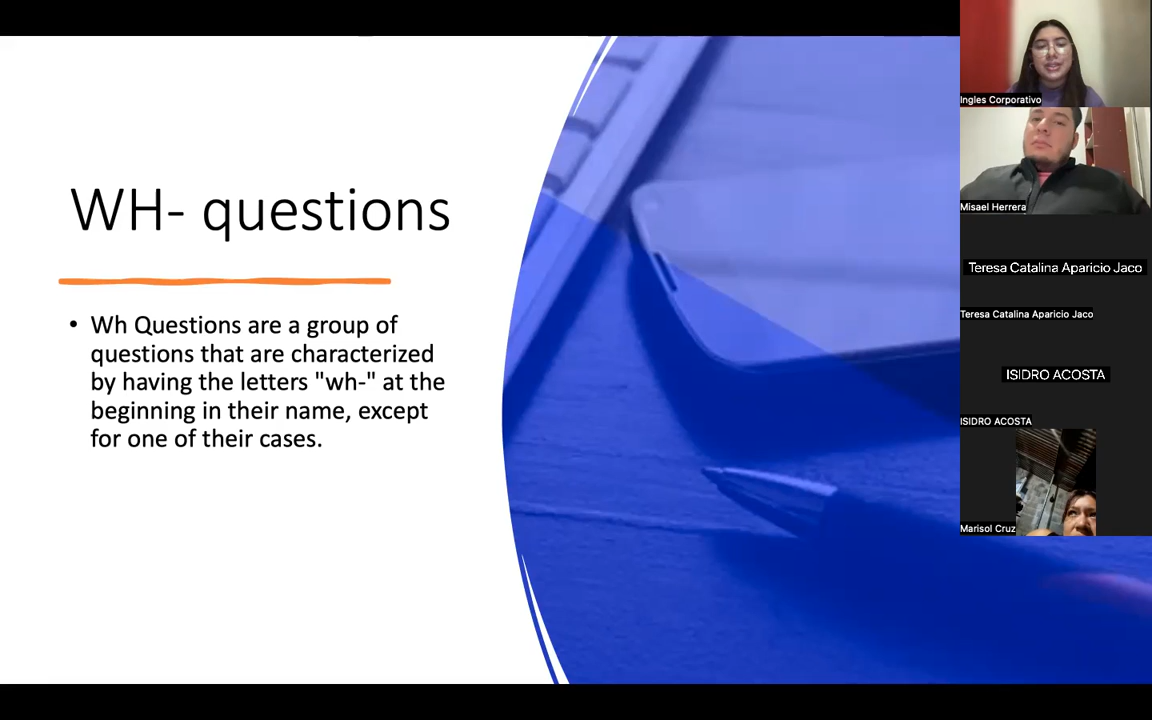 WH- questions
• Wh Questions are a group of
questions that are characterized
by having the letters "wh-" at the
beginning in their name, except
for one of their cases.
Ingles Corporativo
Misael Herrera
Teresa Catalina Aparicio Jaco
Teresa Catalina Aparicio Jaco
ISIDRO ACOSTA
ISIDRO ACOSTA
Marisol Cruz